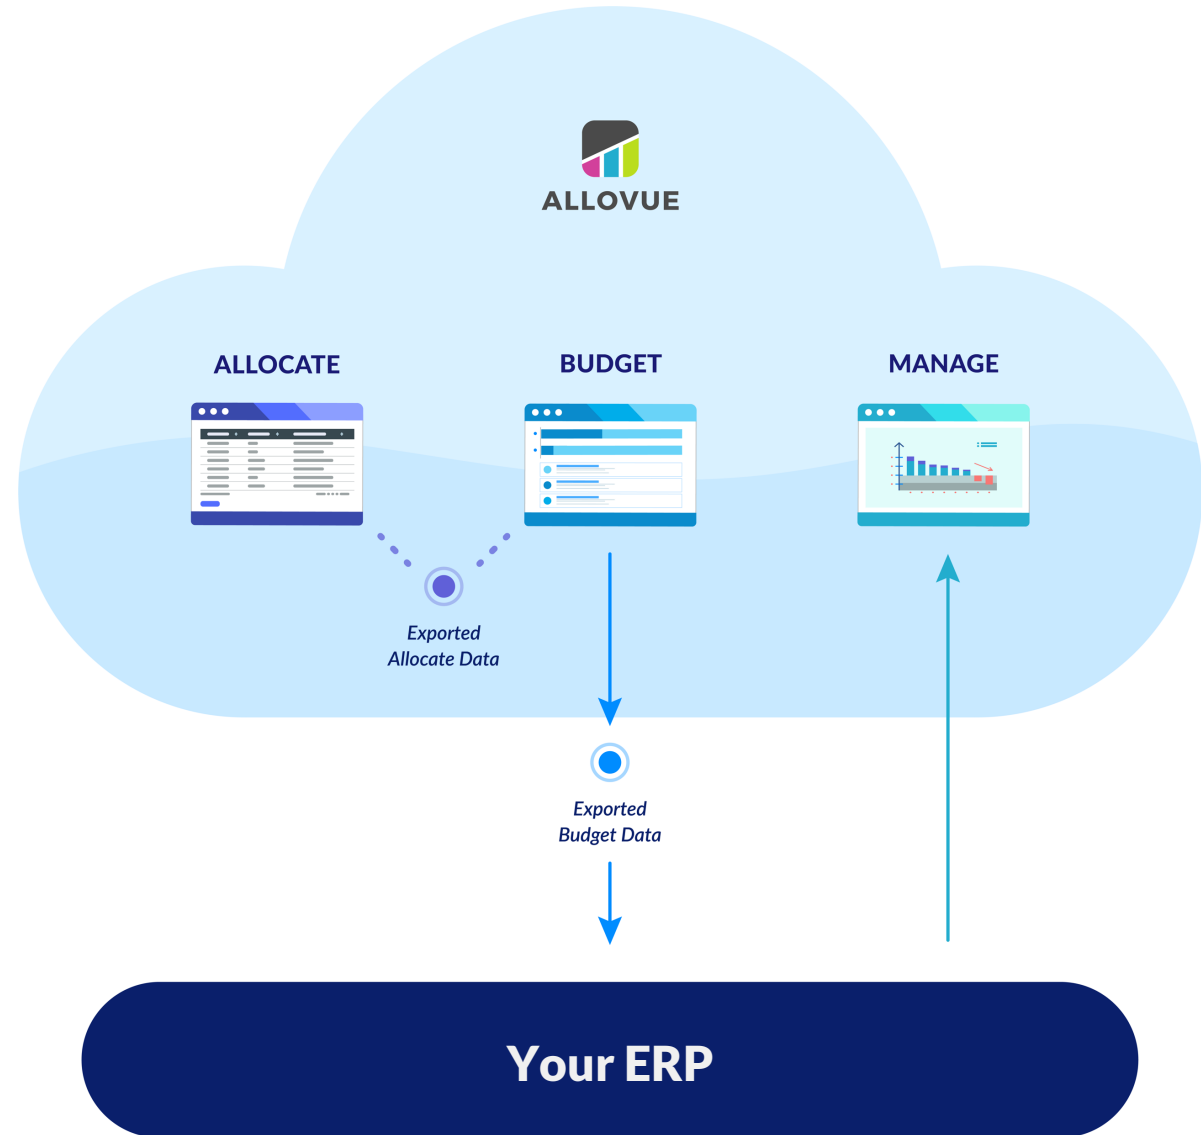 ALLOVUE
ALLOCATE
BUDGET
MANAGE
Exported
Allocate Data
Exported
Budget Data
Your ERP